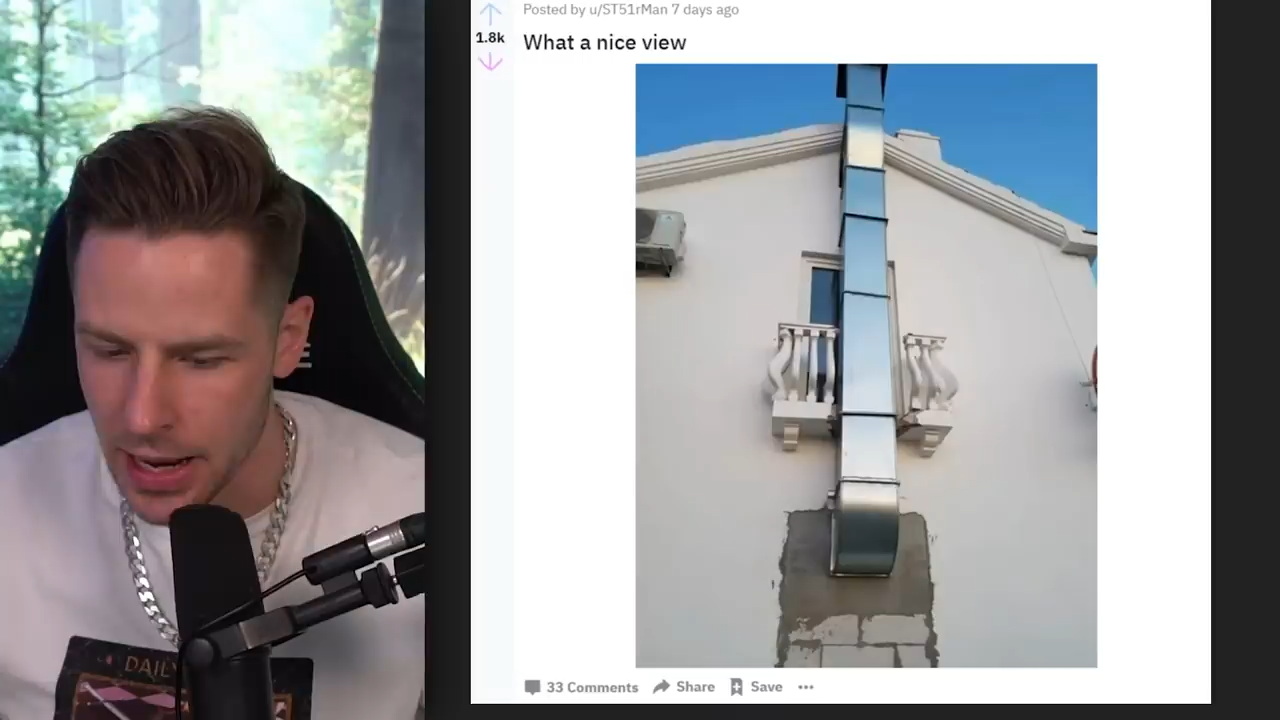 Posted by u/ST51rMan 7 days ago
1.8k
What a nice view
33 Comments
Share
Save
DAILY